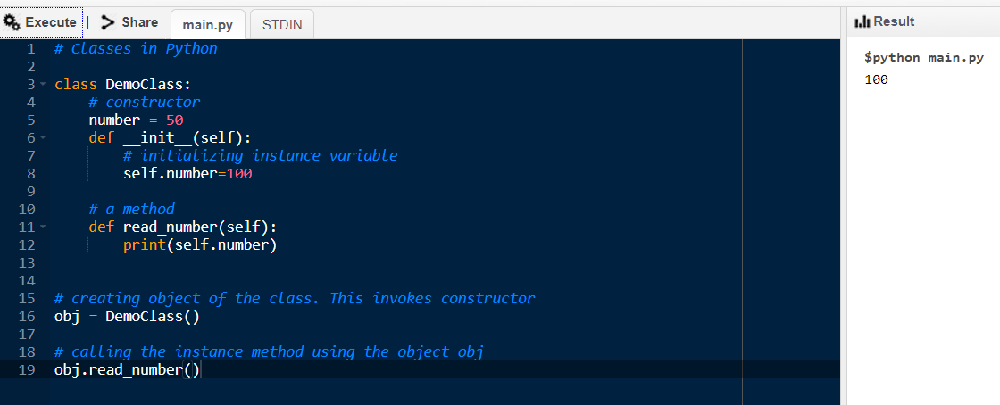 Execute | Share main.py STDIN
Result
1 # Classes in Python
2
3 class DemoClass:
4     # constructor
5     number = 50
6     def __init__(self):
7         # initializing instance variable
8         self.number=100
9
10     # a method
11     def read_number(self):
12         print(self.number)
13
14
15 # creating object of the class. This invokes constructor
16 obj = DemoClass()
17
18 # calling the instance method using the object obj
19 obj.read_number()
$python main.py
100